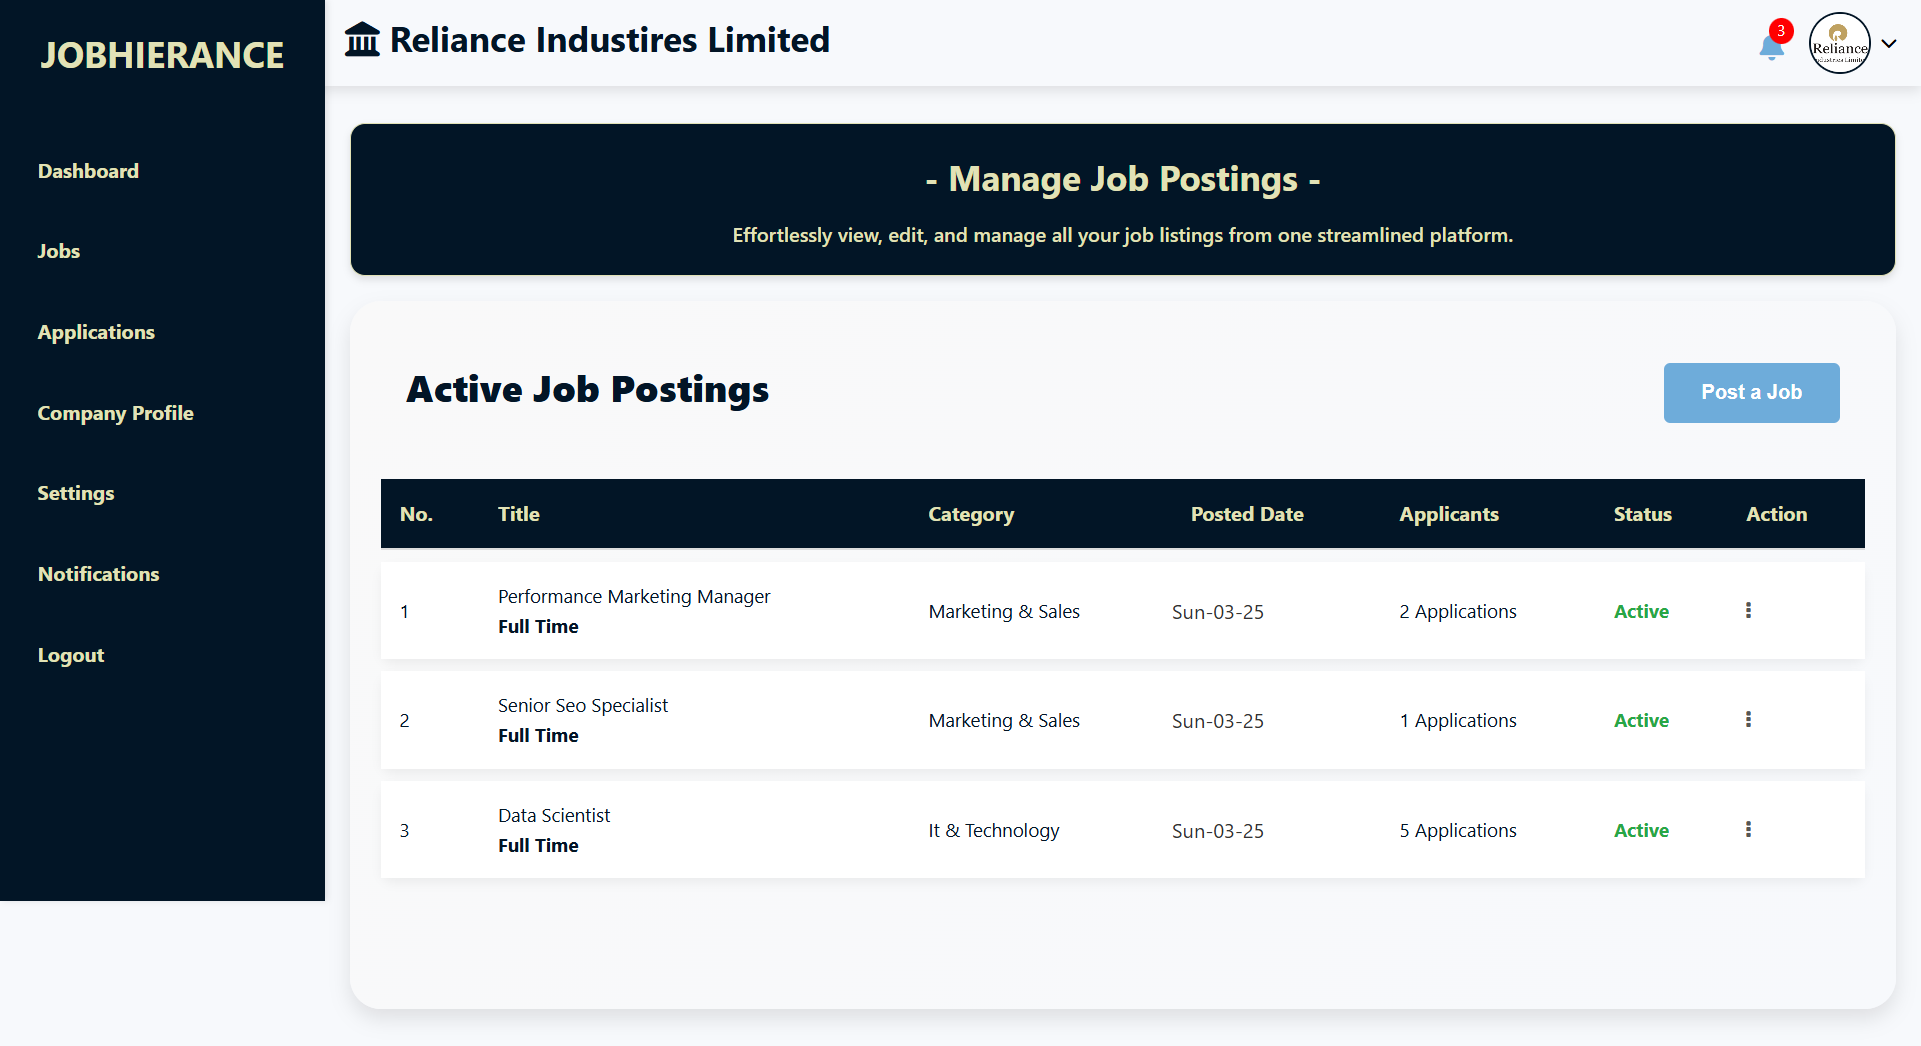 JOBHIERANCE
Dashboard
Jobs
Applications
Company Profile
Settings
Notifications
Logout
Reliance Industires Limited
3
Reliance
- Manage Job Postings -
Effortlessly view, edit, and manage all your job listings from one streamlined platform.
Active Job Postings
Post a Job
No. Title Category Posted Date Applicants Status Action
1 Performance Marketing Manager Marketing & Sales Sun-03-25 2 Applications Active
Full Time
2 Senior Seo Specialist Marketing & Sales Sun-03-25 1 Applications Active
Full Time
3 Data Scientist It & Technology Sun-03-25 5 Applications Active
Full Time